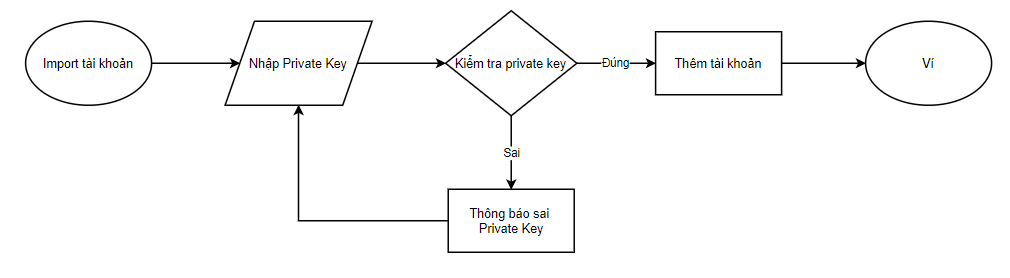 Import tài khoản
Nhập Private Key
Kiểm tra private key
Đúng
Thêm tài khoản
Ví
Sai
Thông báo sai
Private Key